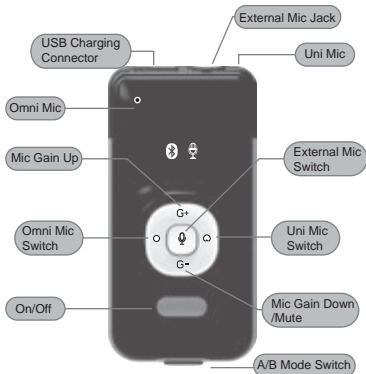 External Mic Jack
USB Charging
Connector
Uni Mic
Omni Mic
Mic Gain Up
External Mic
Switch
G+
Omni Mic
Switch
Uni Mic
Switch
G-
On/Off
Mic Gain Down
/Mute
A/B Mode Switch